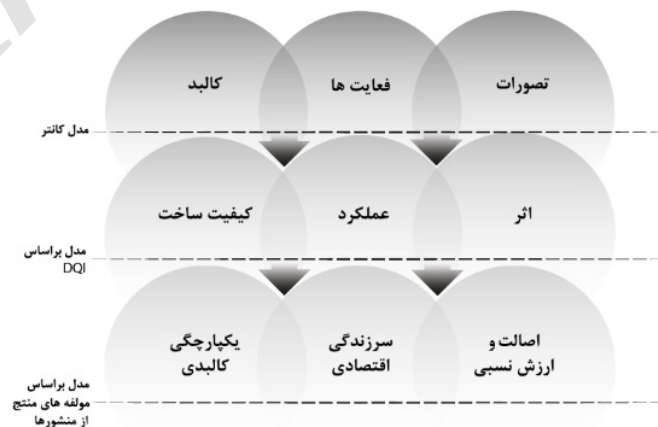 تصورات
فعایت ها
کالبد
مدل کانتر
اثر
عملکرد
کیفیت ساخت
مدل براساس
DQI
اصالت و
ارزش نسبی
سرزندگی
اقتصادی
یکپارچگی
کالبدی
مدل براساس
مولفه های منتج
از منشورها